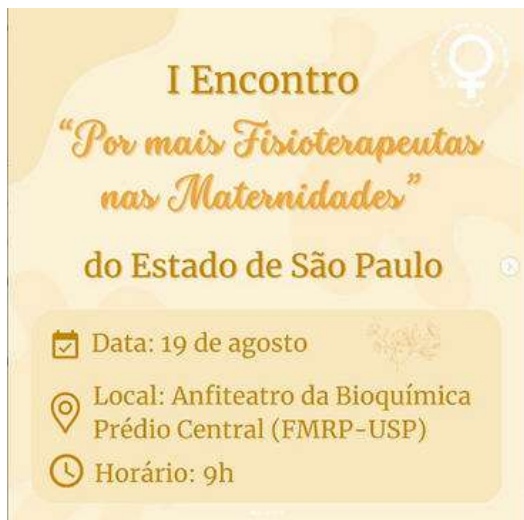 I Encontro
“Por mais Fisioterapeutas
nas Maternidades”
do Estado de São Paulo
Data: 19 de agosto
Local: Anfiteatro da Bioquímica
Prédio Central (FMRP-USP)
Horário: 9h